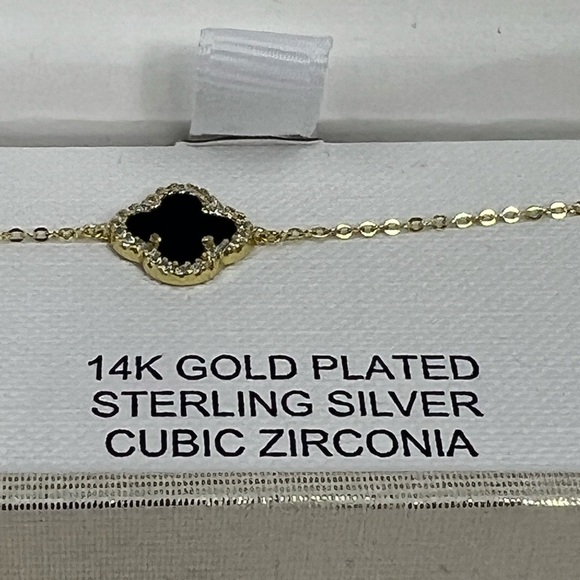 14K GOLD PLATED
STERLING SILVER
CUBIC ZIRCONIA